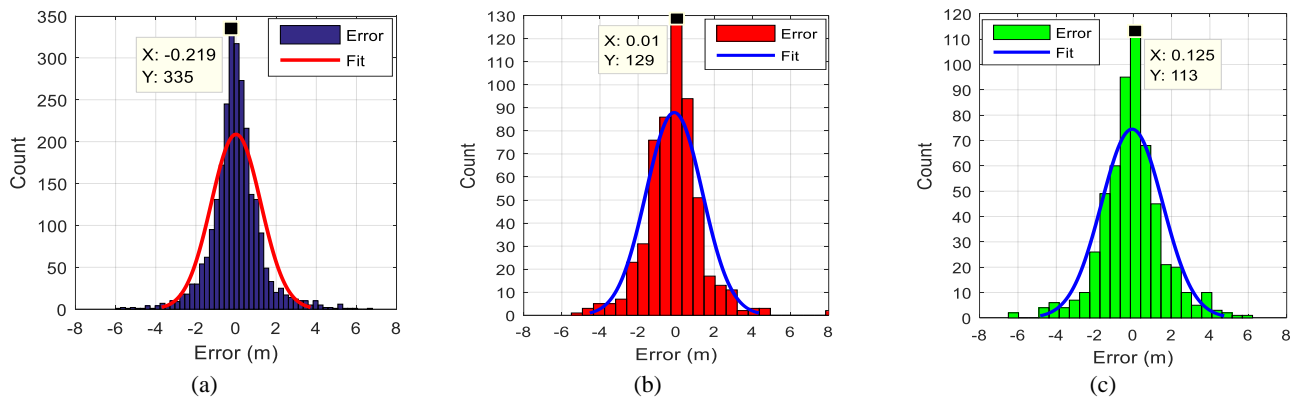 350
300
250
200
150
100
50
0
Count
-8 -6 -4 -2 0 2 4 6 8
Error (m)
X: -0.219
Y: 335
Error
Fit
(a)
130
120
110
100
90
80
70
60
50
40
30
20
10
0
Count
-8 -6 -4 -2 0 2 4 6 8
Error (m)
X: 0.01
Y: 129
Error
Fit
(b)
120
110
100
90
80
70
60
50
40
30
20
10
0
Count
-8 -6 -4 -2 0 2 4 6 8
Error (m)
Error
Fit
X: 0.125
Y: 113
(c)